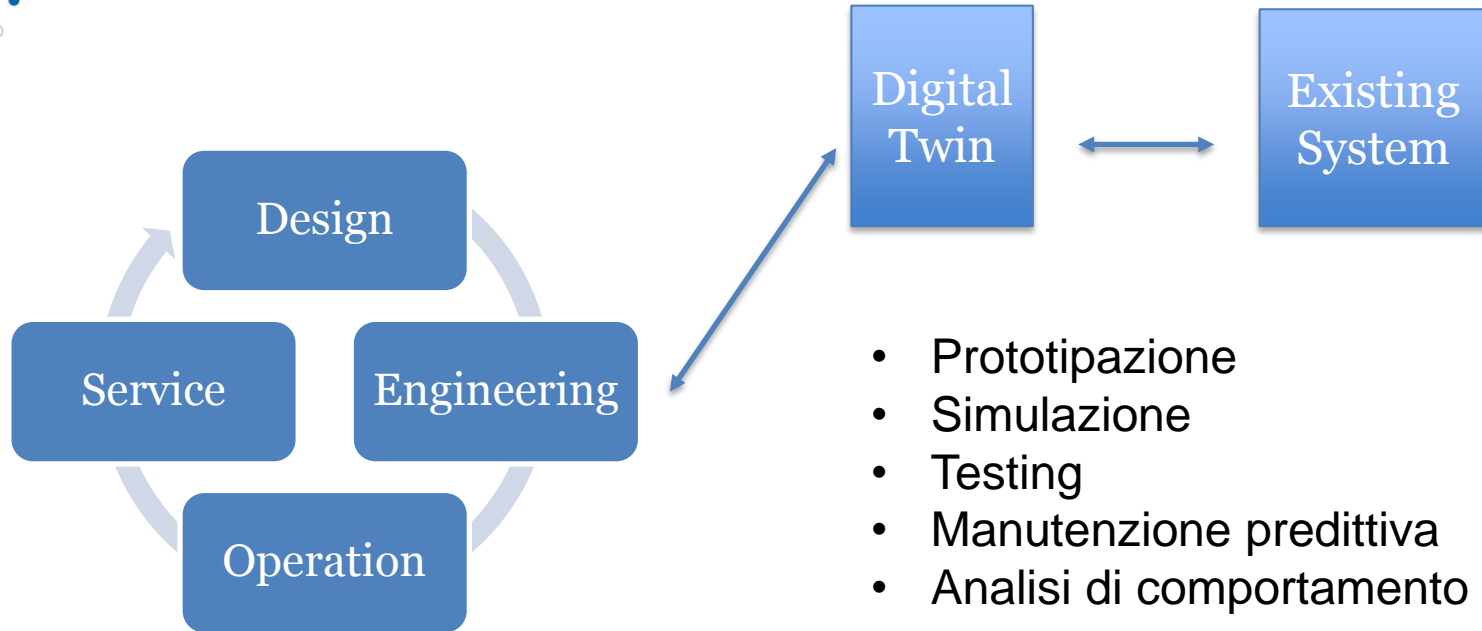 Digital
Twin
Existing
System
Design
Service
Engineering
Operation
• Prototipazione
• Simulazione
• Testing
• Manutenzione predittiva
• Analisi di comportamento